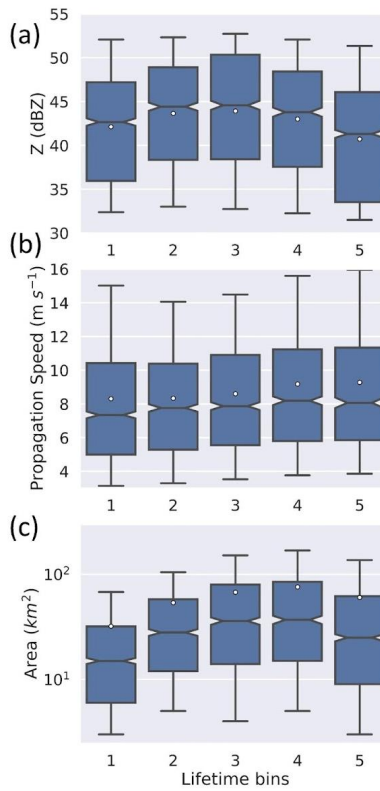 (a)
55
50
45
40
35
30
Z (dBZ)
1 2 3 4 5
(b)
16
14
12
10
8
6
4
Propagation Speed (m s⁻¹)
1 2 3 4 5
(c)
10²
10¹
Area (km²)
1 2 3 4 5
Lifetime bins